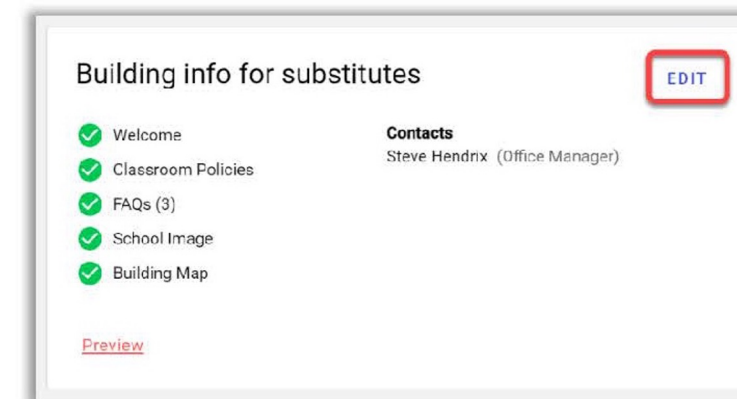 Building info for substitutes
EDIT
Welcome
Classroom Policies
FAQs (3)
School Image
Building Map
Contacts
Steve Hendrix (Office Manager)
Preview